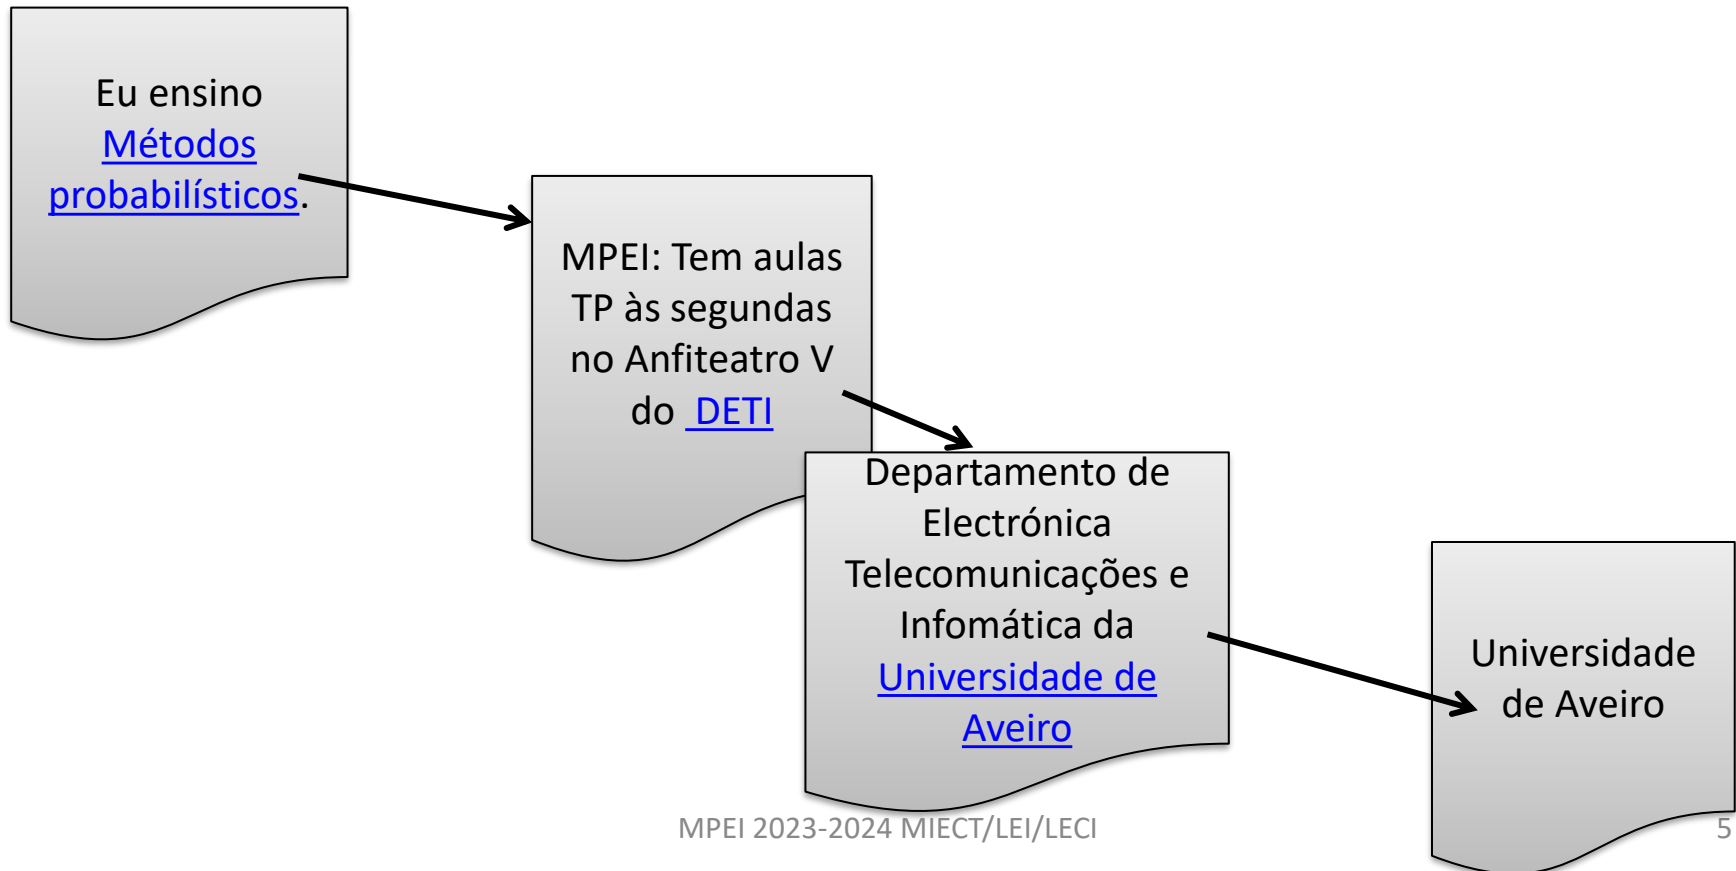 Eu ensino
Métodos
probabilísticos.
MPEI: Tem aulas
TP às segundas
no Anfiteatro V
do DETI
Departamento de
Electrónica
Telecomunicações e
Infomática da
Universidade de
Aveiro
Universidade
de Aveiro
MPEI 2023-2024 MIECT/LEI/LECI
5